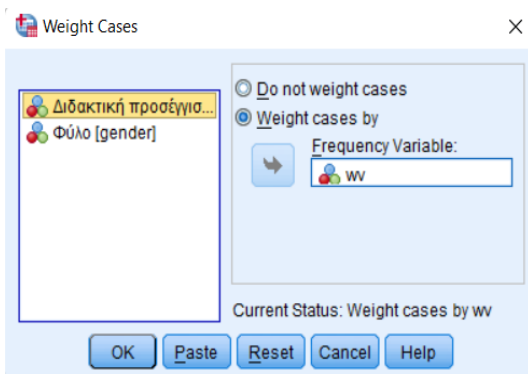 Weight Cases
Διδακτική προσέγγισ...
Φύλο [gender]
Do not weight cases
Weight cases by
Frequency Variable:
wv
Current Status: Weight cases by wv
OK Paste Reset Cancel Help